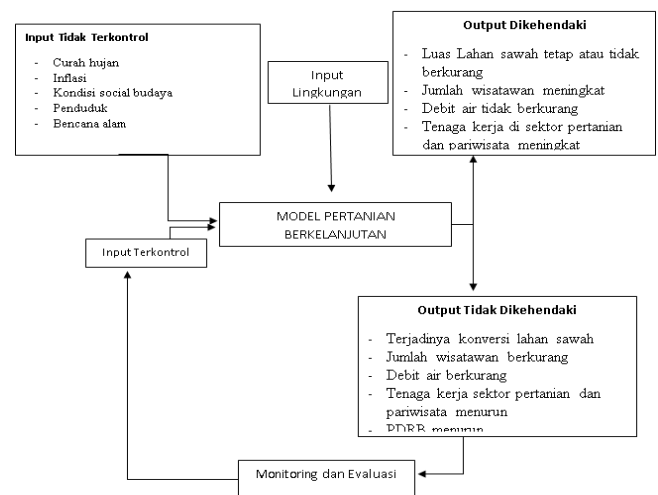 Input Tidak Terkontrol
- Curah hujan
- Inflasi
- Kondisi social budaya
- Penduduk
- Bencana alam
Input
Lingkungan
Output Dikehendaki
- Luas Lahan sawah tetap atau tidak
berkurang
- Jumlah wisatawan meningkat
- Debit air tidak berkurang
- Tenaga kerja di sektor pertanian
dan pariwisata meningkat
MODEL PERTANIAN
BERKELANJUTAN
Input Terkontrol
Output Tidak Dikehendaki
- Terjadinya konversi lahan sawah
- Jumlah wisatawan berkurang
- Debit air berkurang
- Tenaga kerja sektor pertanian dan
pariwisata menurun
- PDRB menurun
Monitoring dan Evaluasi